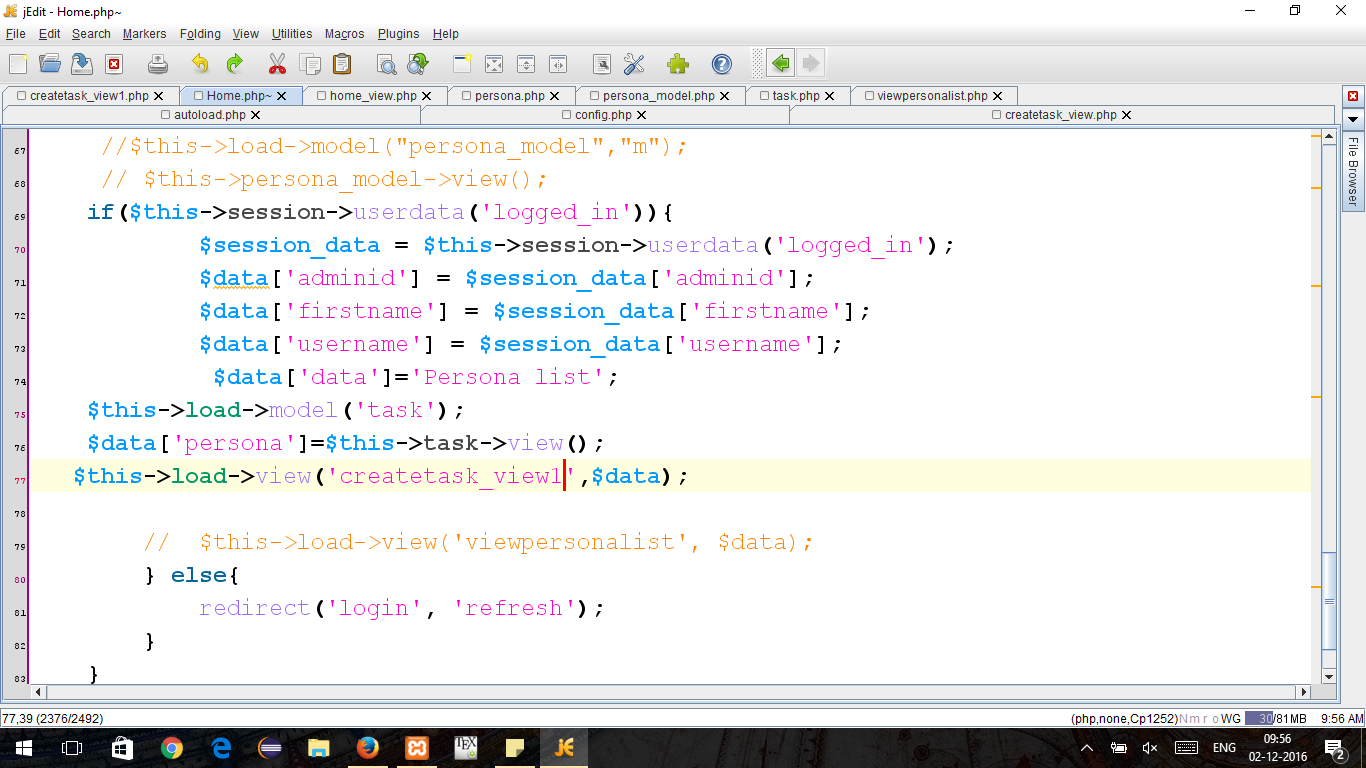 jEdit - Home.php~
File Edit Search Markers Folding View Utilities Macros Plugins Help
createtask_view1.php Home.php~ home_view.php persona.php persona_model.php task.php viewpersonalist.php
autoload.php config.php createtask_view.php
File Browser
67 //$this->load->model("persona_model","m");
68 // $this->persona_model->view();
69 if($this->session->userdata('logged_in')){
70 $session_data = $this->session->userdata('logged_in');
71 $data['adminid'] = $session_data['adminid'];
72 $data['firstname'] = $session_data['firstname'];
73 $data['username'] = $session_data['username'];
74 $data['data']='Persona list';
75 $this->load->model('task');
76 $data['persona']=$this->task->view();
77 $this->load->view('createtask_view1',$data);
78
79 // $this->load->view('viewpersonalist', $data);
80 } else{
81 redirect('login', 'refresh');
82 }
83 }
77,39 (2376/2492) (php,none,Cp1252)Nm r o WG 30/81MB 9:56 AM
TEX
ENG
09:56
02-12-2016
2